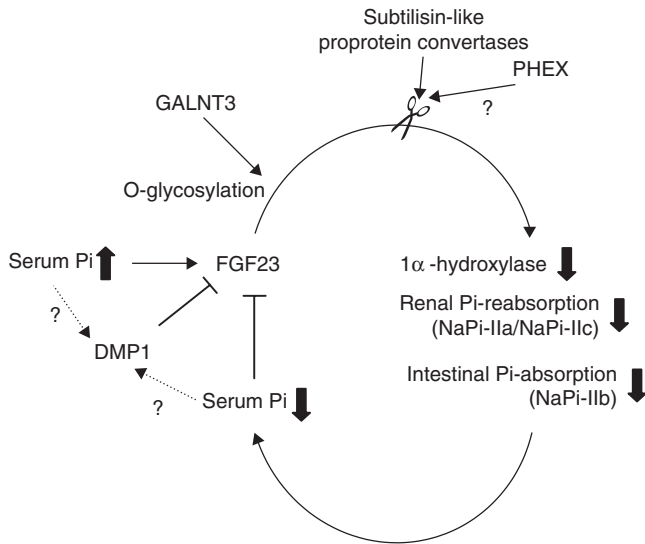 Subtilisin-like
proprotein convertases
PHEX
?
GALNT3
O-glycosylation
Serum Pi
FGF23
1α -hydroxylase
Renal Pi-reabsorption
(NaPi-IIa/NaPi-IIc)
?
DMP1
Intestinal Pi-absorption
(NaPi-IIb)
?
Serum Pi